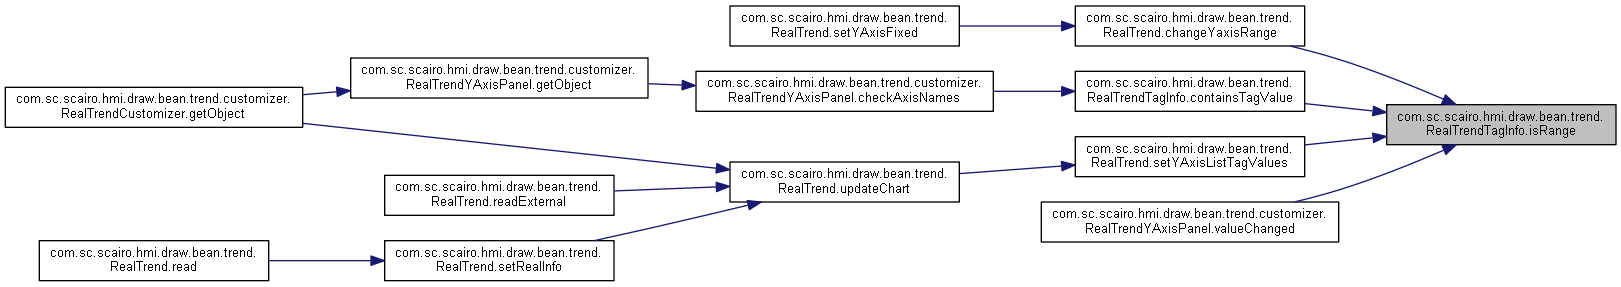 com.sc.scairo.hmi.draw.bean.trend.
RealTrend.setYAxisFixed
com.sc.scairo.hmi.draw.bean.trend.
RealTrend.changeYaxisRange
com.sc.scairo.hmi.draw.bean.trend.customizer.
RealTrendYAxisPanel.getObject
com.sc.scairo.hmi.draw.bean.trend.customizer.
RealTrendYAxisPanel.checkAxisNames
com.sc.scairo.hmi.draw.bean.trend.
RealTrendTagInfo.containsTagValue
com.sc.scairo.hmi.draw.bean.trend.customizer.
RealTrendCustomizer.getObject
com.sc.scairo.hmi.draw.bean.trend.
RealTrendTagInfo.isRange
com.sc.scairo.hmi.draw.bean.trend.
RealTrend.setYAxisListTagValues
com.sc.scairo.hmi.draw.bean.trend.
RealTrend.updateChart
com.sc.scairo.hmi.draw.bean.trend.
RealTrend.readExternal
com.sc.scairo.hmi.draw.bean.trend.customizer.
RealTrendYAxisPanel.valueChanged
com.sc.scairo.hmi.draw.bean.trend.
RealTrend.read
com.sc.scairo.hmi.draw.bean.trend.
RealTrend.setRealInfo